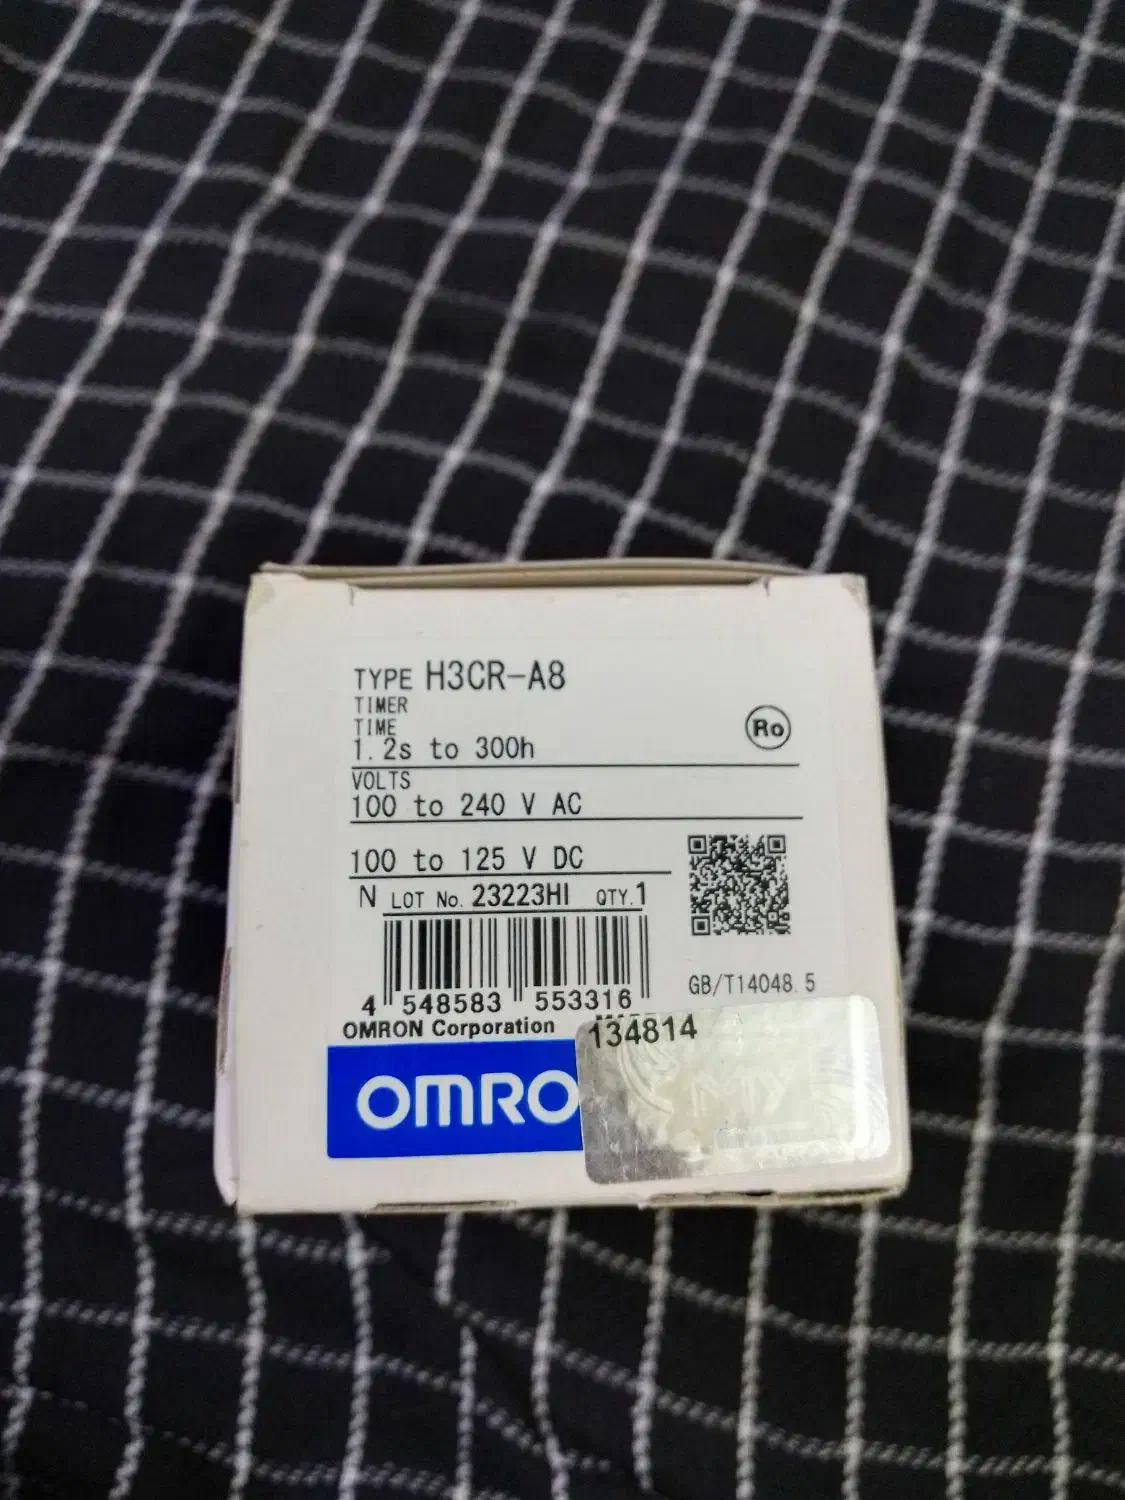 TYPE H3CR-A8
TIMER
TIME
1.2s to 300h
Ro
VOLTS
100 to 240 V AC
100 to 125 V DC
N LOT No. 23223HI QTY.1
4 548583 553316
GB/T14048.5
OMRON Corporation
134814
OMRO